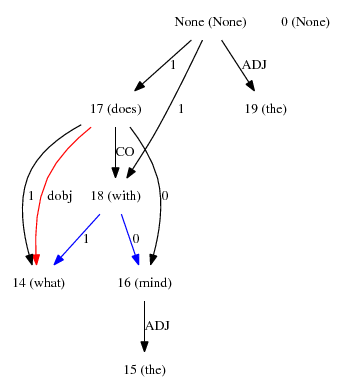 None (None) 0 (None)
1 ADJ
17 (does) 1 19 (the)
CO
1 dobj 18 (with) 0
1 0
14 (what) 16 (mind)
ADJ
15 (the)